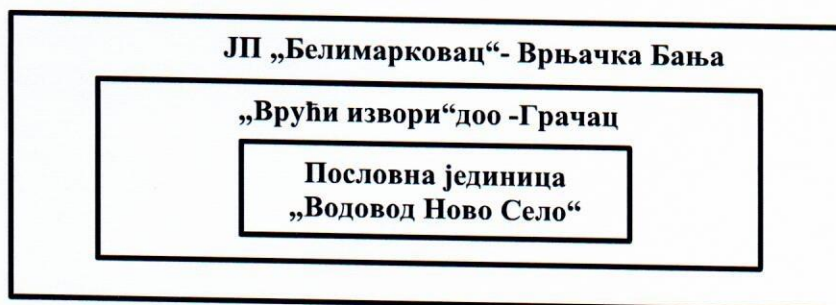 ЈП „Белимарковац“- Врњачка Бања
„Врући извори“доо -Грачац
Пословна јединица
„Водовод Ново Село“